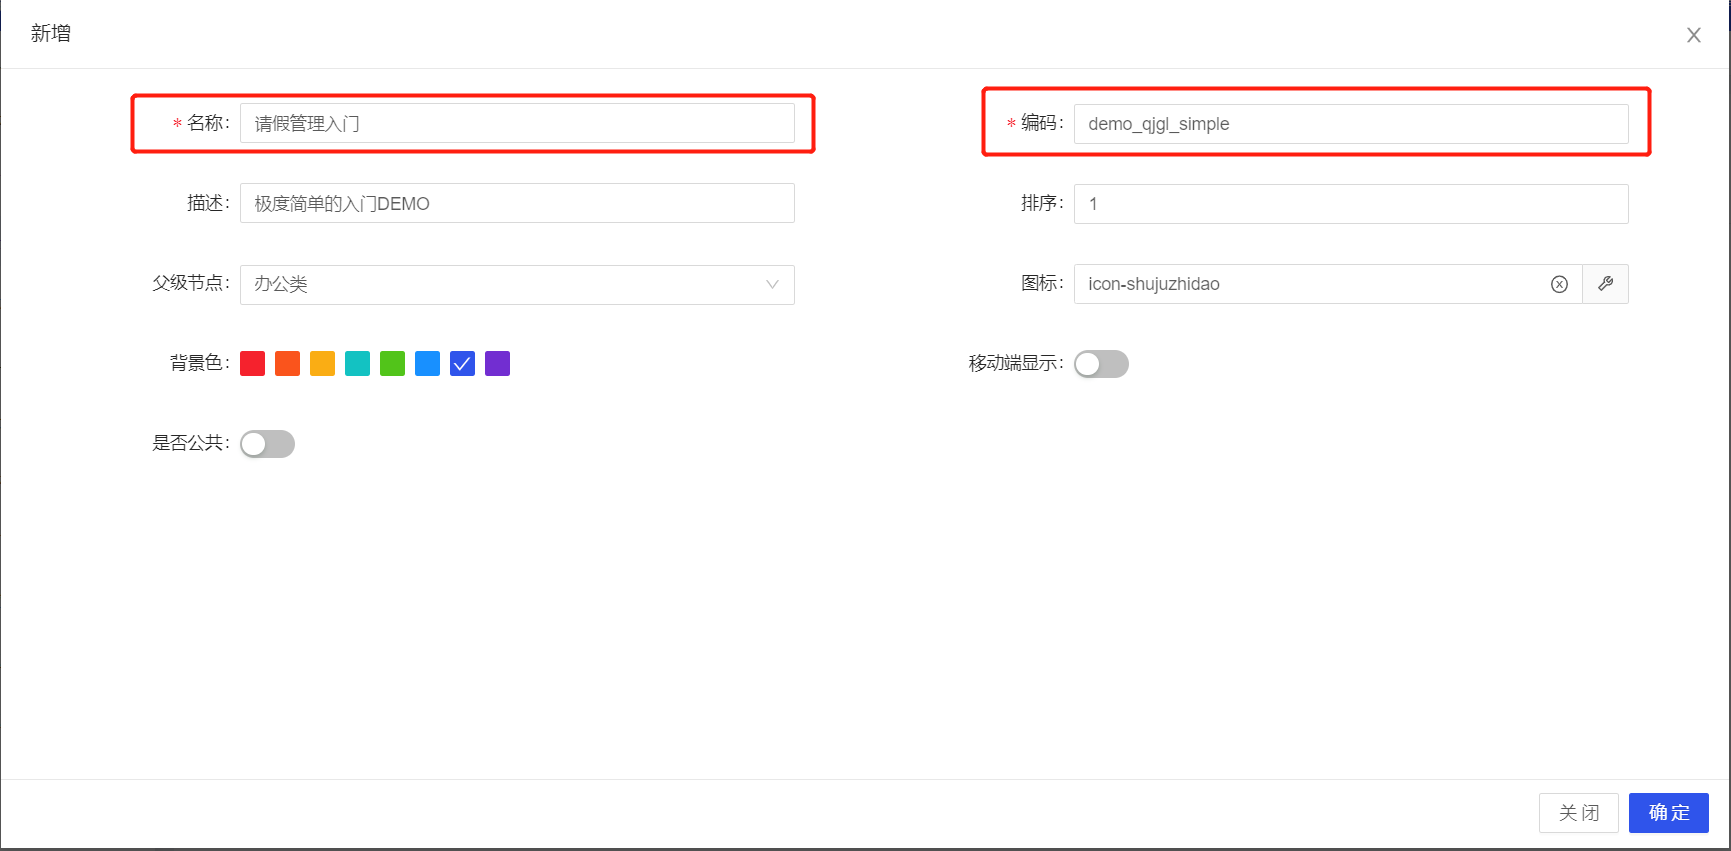 新增
* 名称： 请假管理入门
* 编码： demo_qjgl_simple
描述： 极度简单的入门DEMO
排序： 1
父级节点： 办公类
图标： icon-shujuzhidao
背景色：
移动端显示：
是否公共：
关 闭
确 定